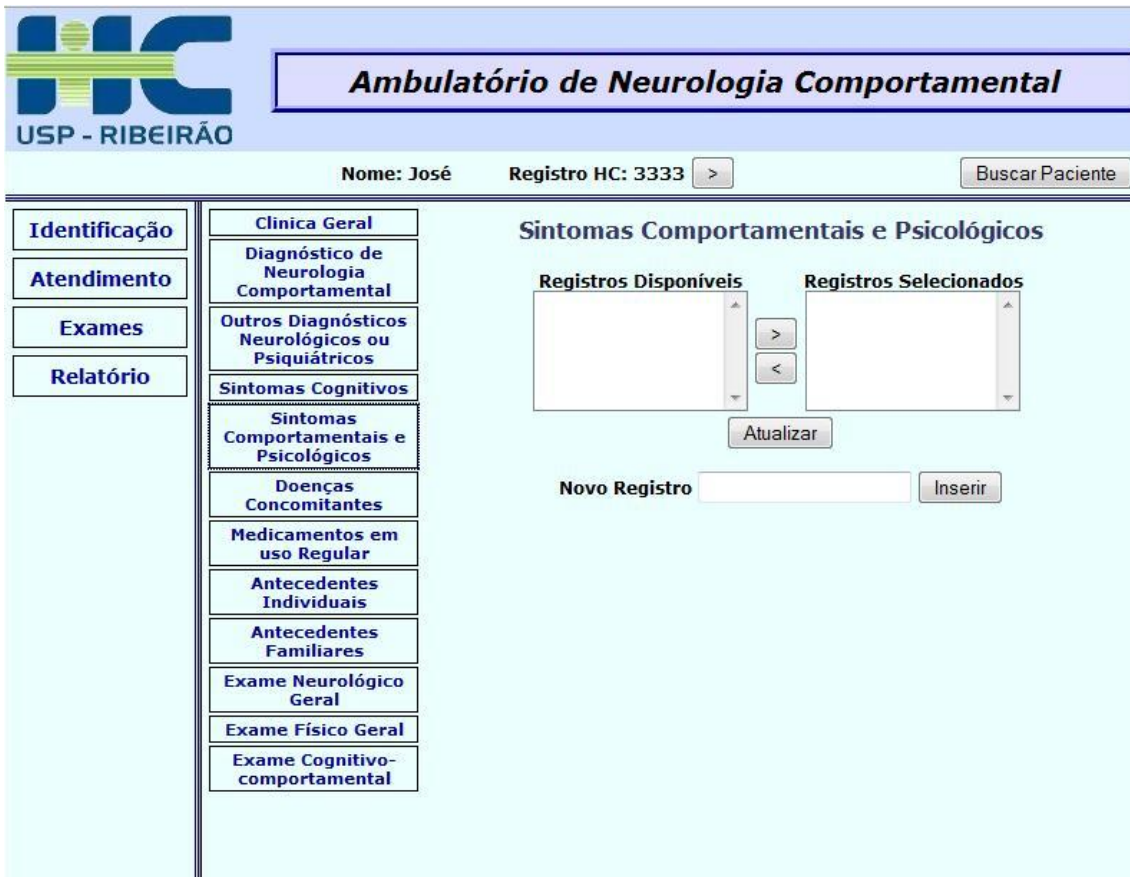 HC
USP - RIBEIRÃO
Ambulatório de Neurologia Comportamental
Nome: José Registro HC: 3333 > Buscar Paciente
Identificação
Atendimento
Exames
Relatório
Clinica Geral
Diagnóstico de
Neurologia
Comportamental
Outros Diagnósticos
Neurológicos ou
Psiquiátricos
Sintomas Cognitivos
Sintomas
Comportamentais e
Psicológicos
Doenças
Concomitantes
Medicamentos em
uso Regular
Antecedentes
Individuais
Antecedentes
Familiares
Exame Neurológico
Geral
Exame Físico Geral
Exame Cognitivo-
comportamental
Sintomas Comportamentais e Psicológicos
Registros Disponíveis Registros Selecionados
>
<
Atualizar
Novo Registro Inserir